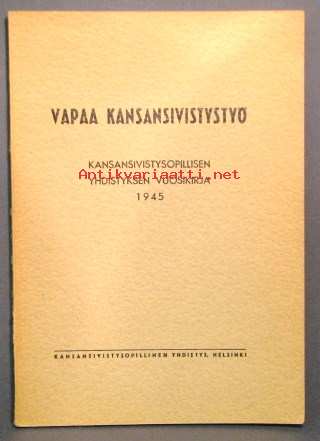 VAPAA KANSANSIVISTYSTYÖ
KANSANSIVISTYSOPILLISEN
Antikvariaatti.net
YHDISTYKSEN VUOSIKIRJA
1945
KANSANSIVISTYSOPILLINEN YHDISTYS, HELSINKI